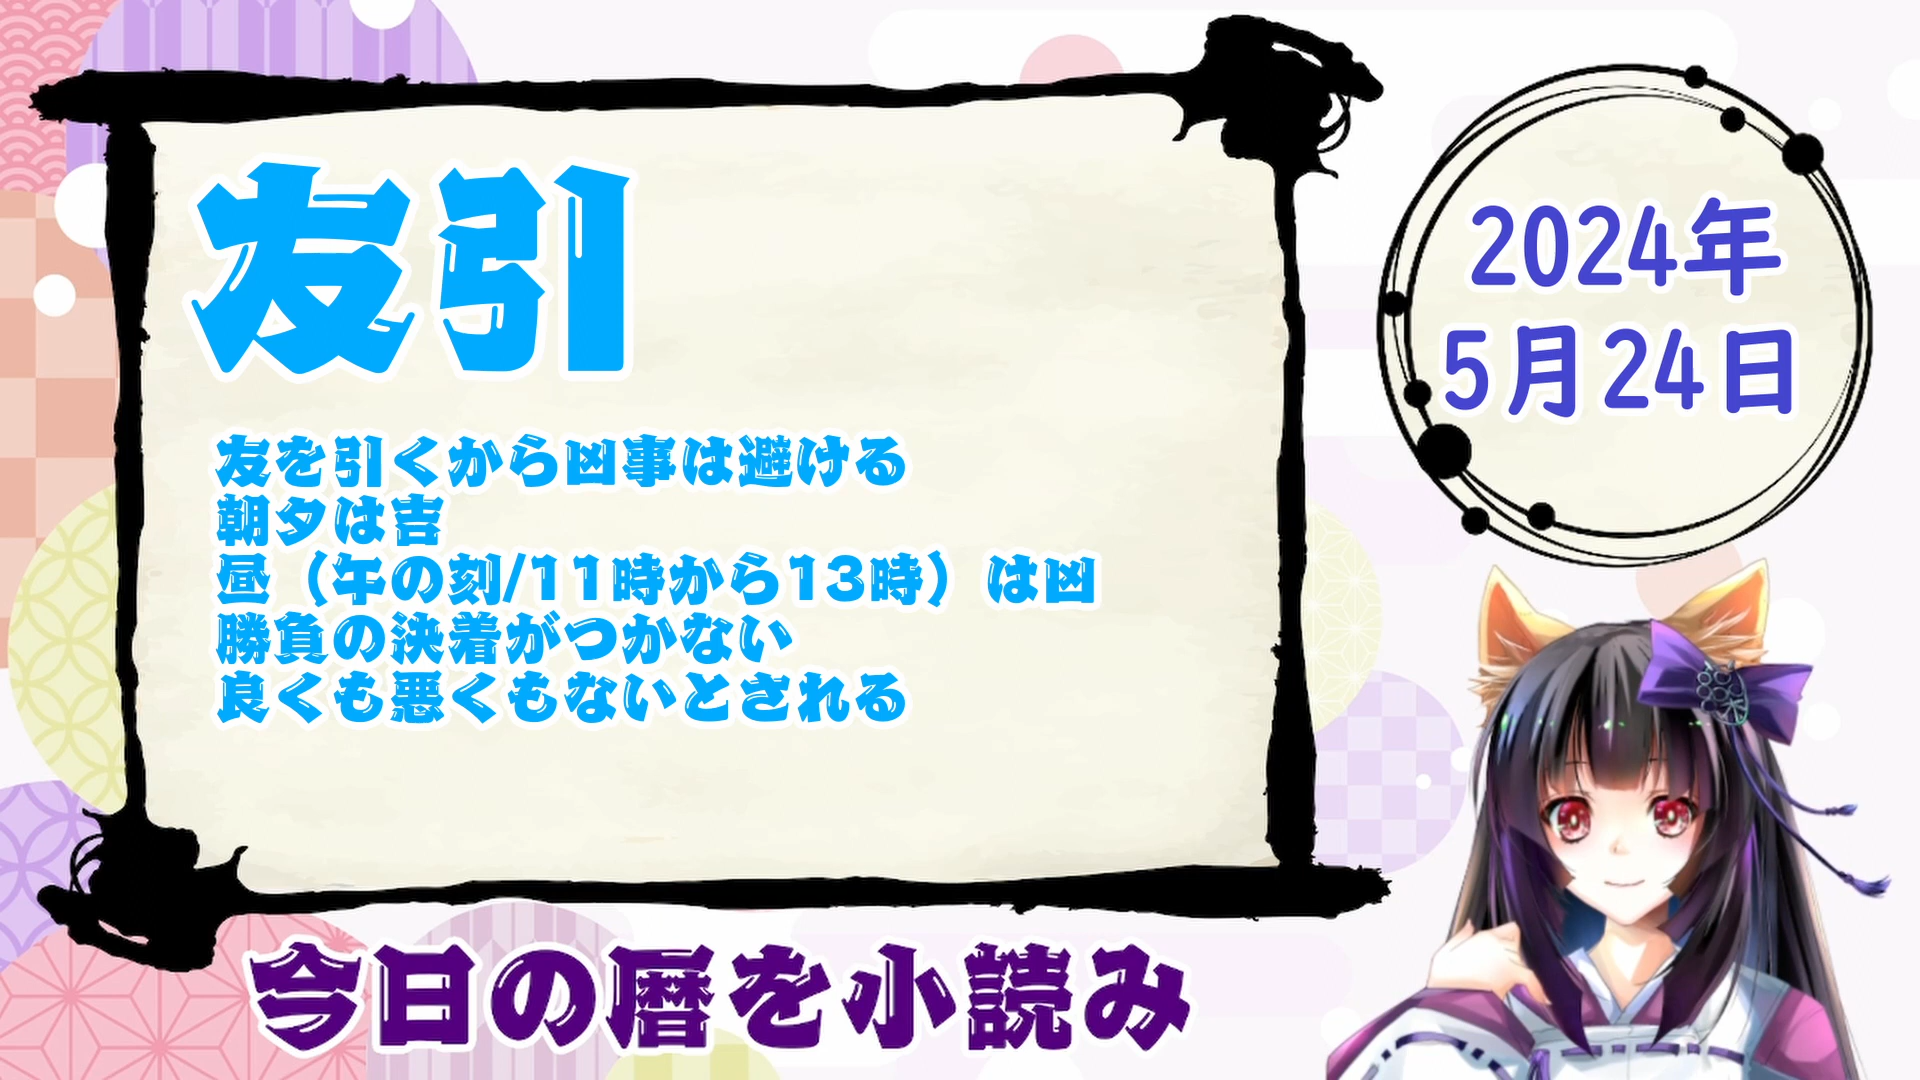 友引
友を引くから凶事は避ける
朝夕は吉
昼（午の刻/11時から13時）は凶
勝負の決着がつかない
良くも悪くもないとされる
2024年
5月24日
今日の暦を小読み